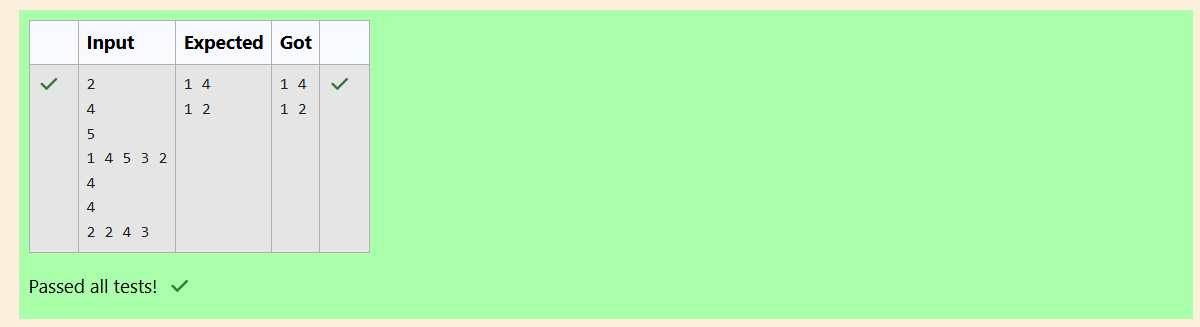 Input Expected Got
2 1 4 1 4
4 1 2 1 2
5
1 4 5 3 2
4
4
2 2 4 3
Passed all tests!